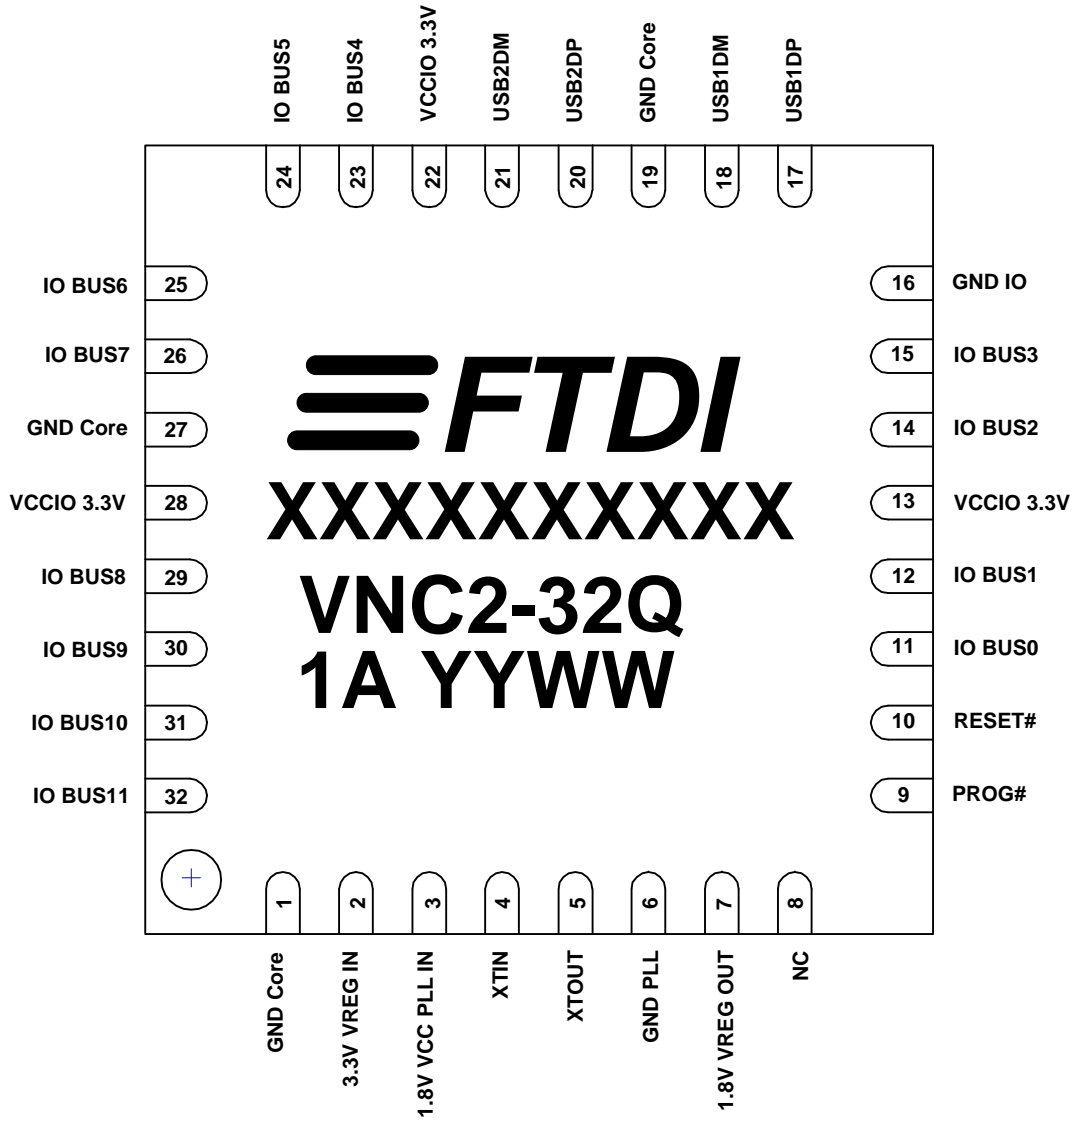 IO BUS5
IO BUS4
VCCIO 3.3V
USB2DM
USB2DP
GND Core
USB1DM
USB1DP
24
23
22
21
20
19
18
17
IO BUS6
25
16
GND IO
IO BUS7
26
15
IO BUS3
GND Core
27
14
IO BUS2
VCCIO 3.3V
28
13
VCCIO 3.3V
IO BUS8
29
12
IO BUS1
IO BUS9
30
11
IO BUS0
IO BUS10
31
10
RESET#
IO BUS11
32
9
PROG#
FTDI
XXXXXXXXXX
VNC2-32Q
1A YYWW
1
2
3
4
5
6
7
8
GND Core
3.3V VREG IN
1.8V VCC PLL IN
XTIN
XTOUT
GND PLL
1.8V VREG OUT
NC